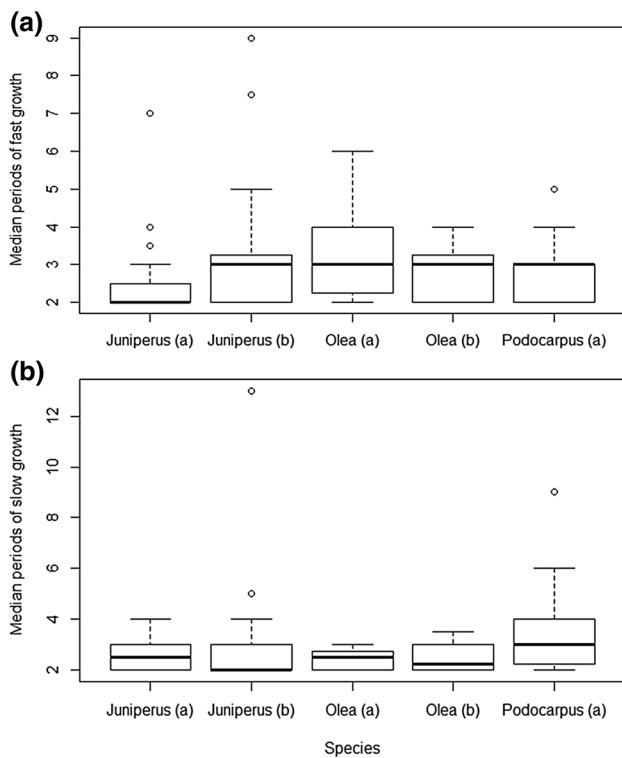 (a)
Median periods of fast growth
9
8
7
6
5
4
3
2
Juniperus (a) Juniperus (b) Olea (a) Olea (b) Podocarpus (a)
(b)
Median periods of slow growth
12
10
8
6
4
2
Juniperus (a) Juniperus (b) Olea (a) Olea (b) Podocarpus (a)
Species